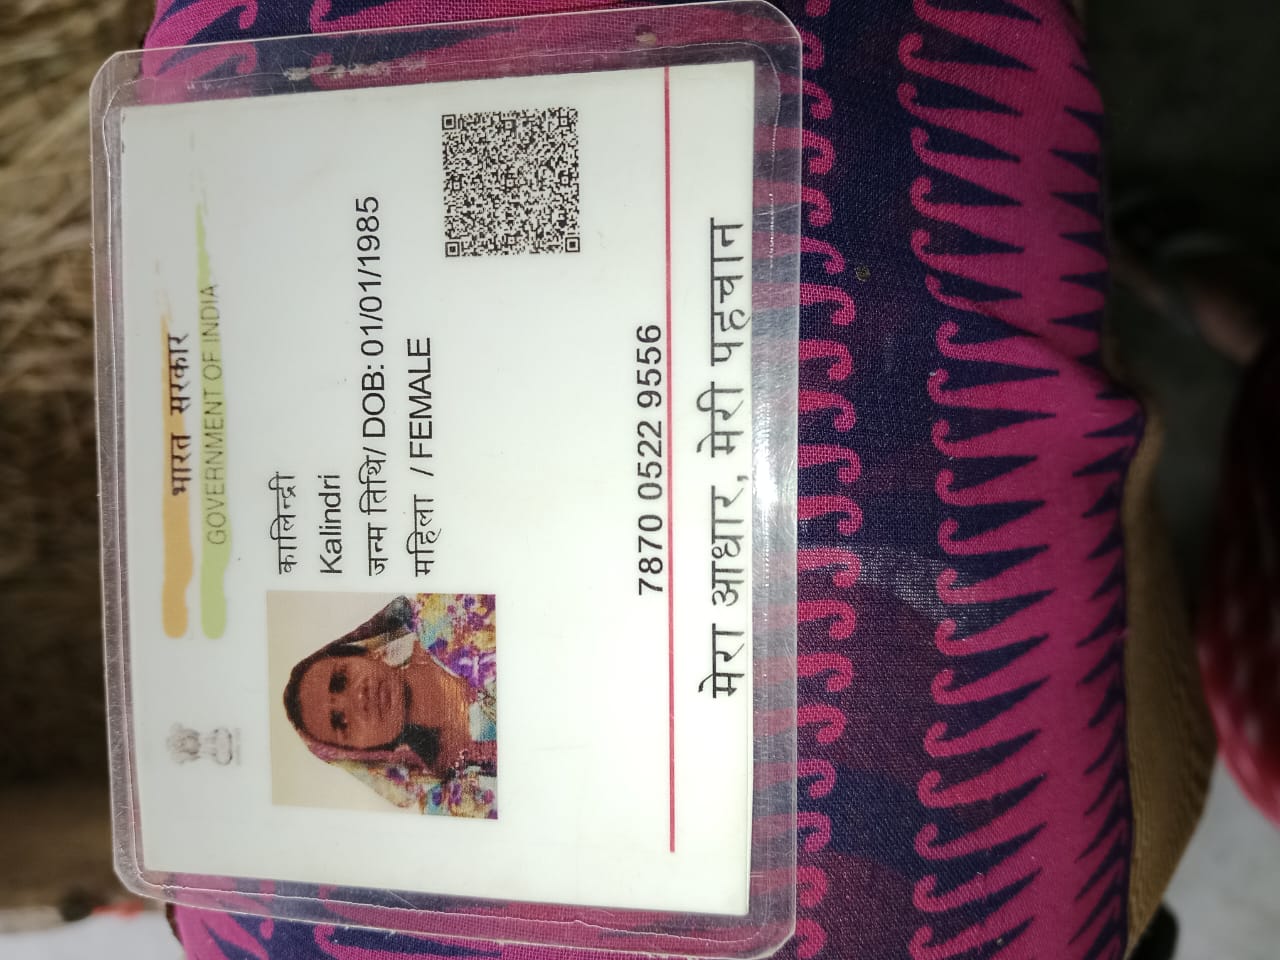 भारत सरकार
GOVERNMENT OF INDIA
कालिन्द्री
Kalindri
जन्म तिथि/ DOB: 01/01/1985
महिला / FEMALE
7870 0522 9556
मेरा आधार, मेरी पहचान